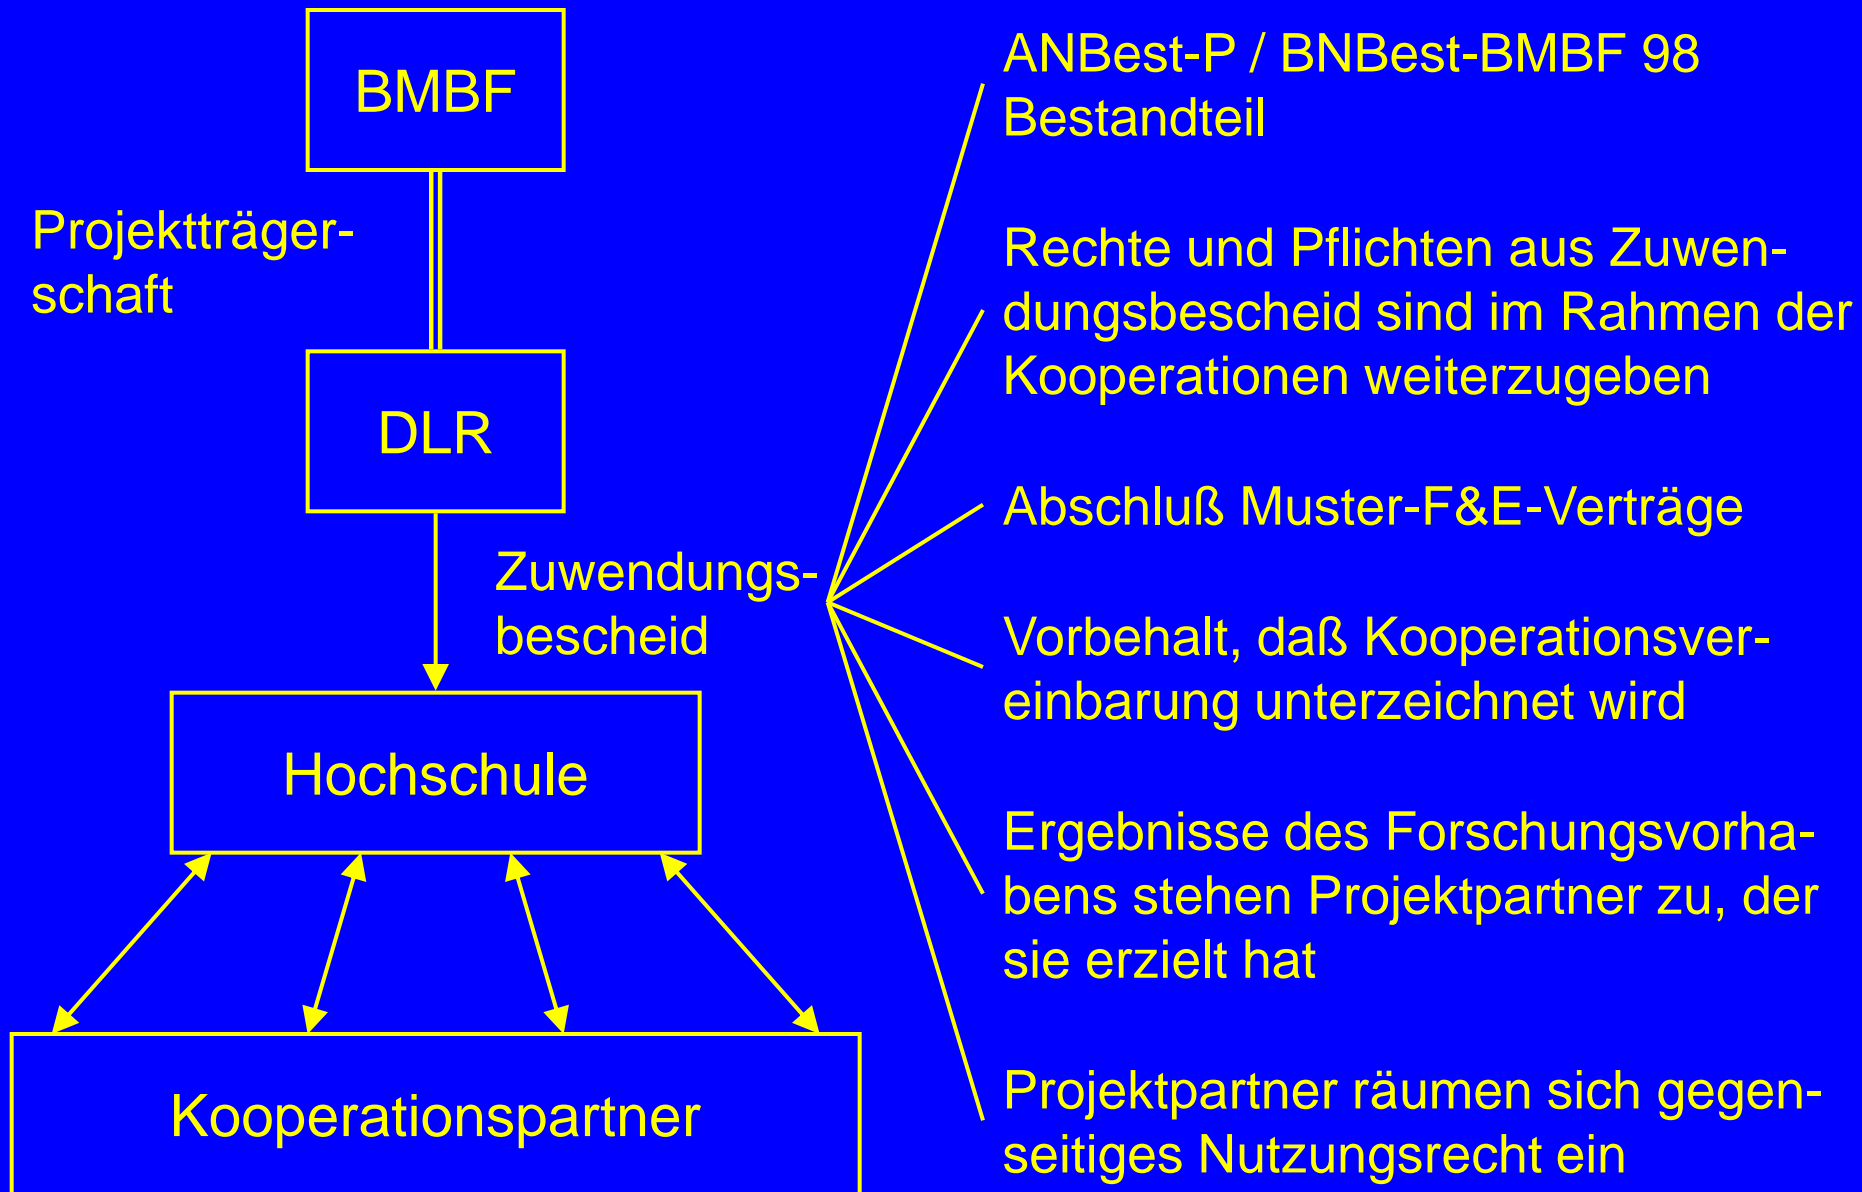 BMBF
Projektträger-
schaft
DLR
Zuwendungs-
bescheid
Hochschule
Kooperationspartner
ANBest-P / BNBest-BMBF 98
Bestandteil
Rechte und Pflichten aus Zuwen-
dungsbescheid sind im Rahmen der
Kooperationen weiterzugeben
Abschluß Muster-F&E-Verträge
Vorbehalt, daß Kooperationsver-
einbarung unterzeichnet wird
Ergebnisse des Forschungsvorha-
bens stehen Projektpartner zu, der
sie erzielt hat
Projektpartner räumen sich gegen-
seitiges Nutzungsrecht ein